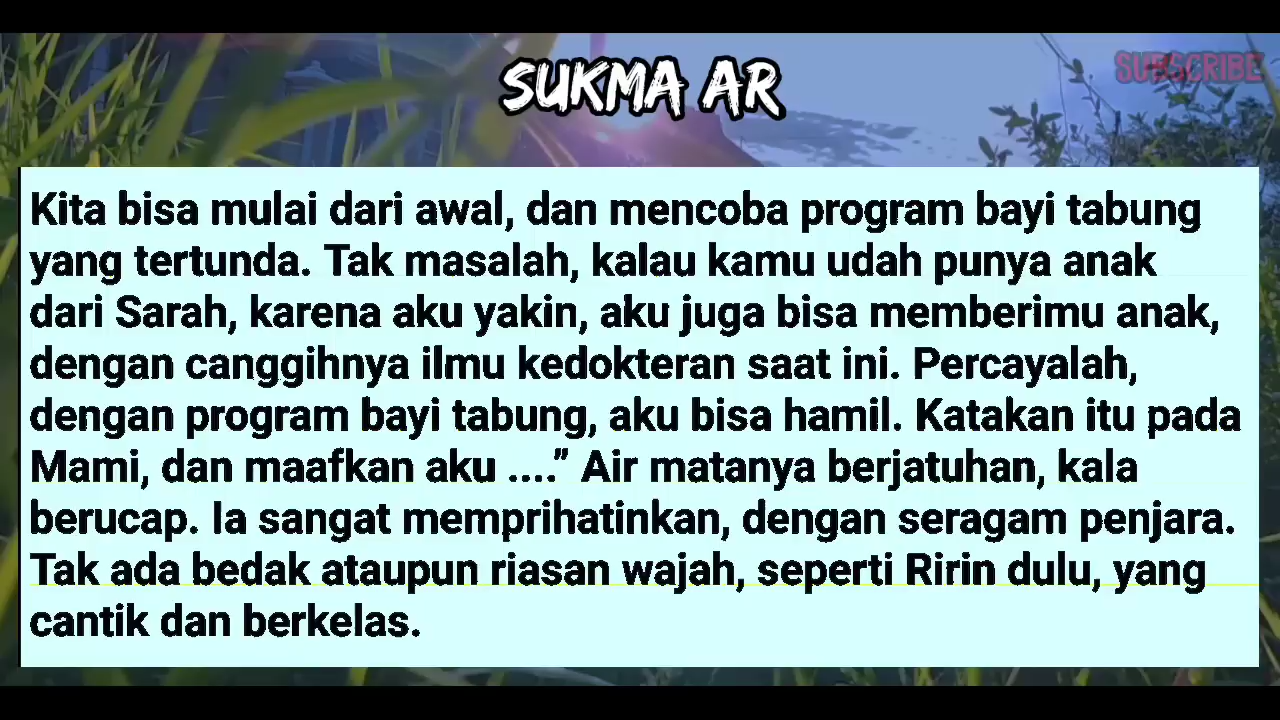 SUKMA AR
SUBSCRIBE
Kita bisa mulai dari awal, dan mencoba program bayi tabung
yang tertunda. Tak masalah, kalau kamu udah punya anak
dari Sarah, karena aku yakin, aku juga bisa memberimu anak,
dengan canggihnya ilmu kedokteran saat ini. Percayalah,
dengan program bayi tabung, aku bisa hamil. Katakan itu pada
Mami, dan maafkan aku ....” Air matanya berjatuhan, kala
berucap. Ia sangat memprihatinkan, dengan seragam penjara.
Tak ada bedak ataupun riasan wajah, seperti Ririn dulu, yang
cantik dan berkelas.